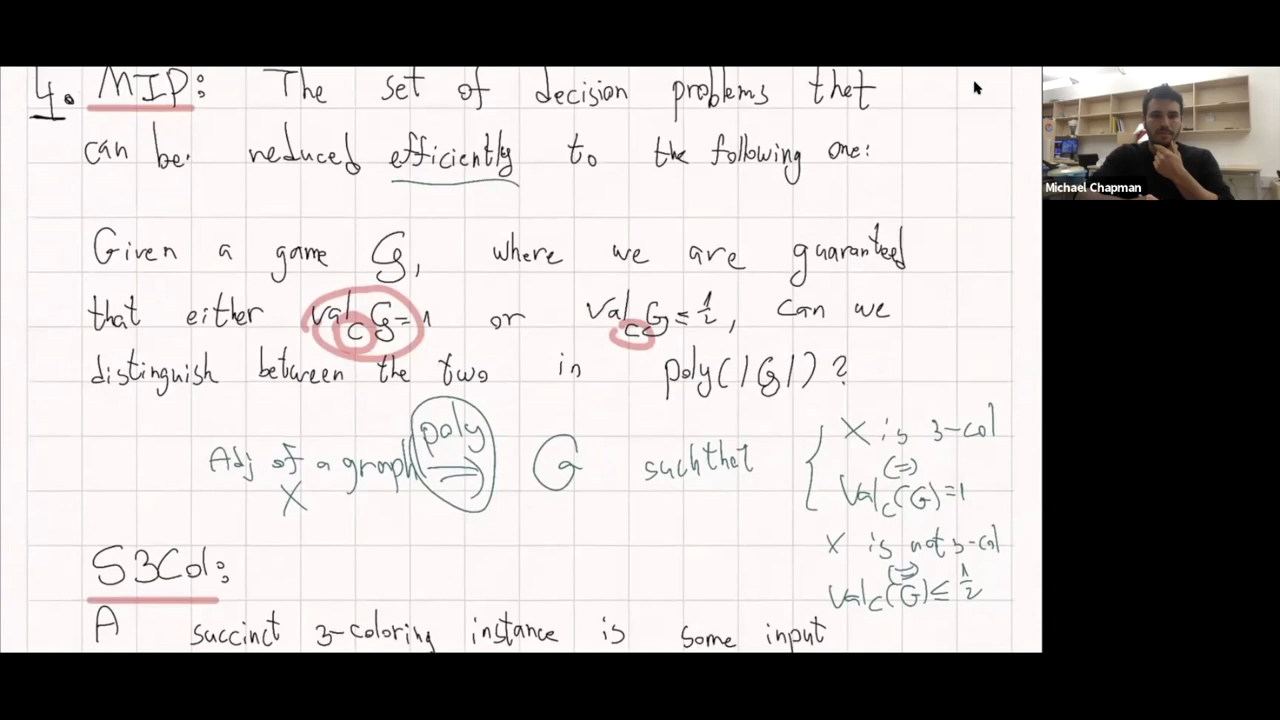 4. MIP: The set of decision problems that
can be reduced efficiently to the following one:
Given a game G, where we are guaranteed
that either val_C G = 1 or val_C G ≤ 1/2, can we
distinguish between the two in poly(|G|)?
Adj of a graph X poly ⇒ G such that { X is 3-col
⇔
Val_C(G)=1
X is not 3-col
⇔
Val_C(G) ≤ 1/2
S3Col:
A succinct 3-coloring instance is some input
Michael Chapman